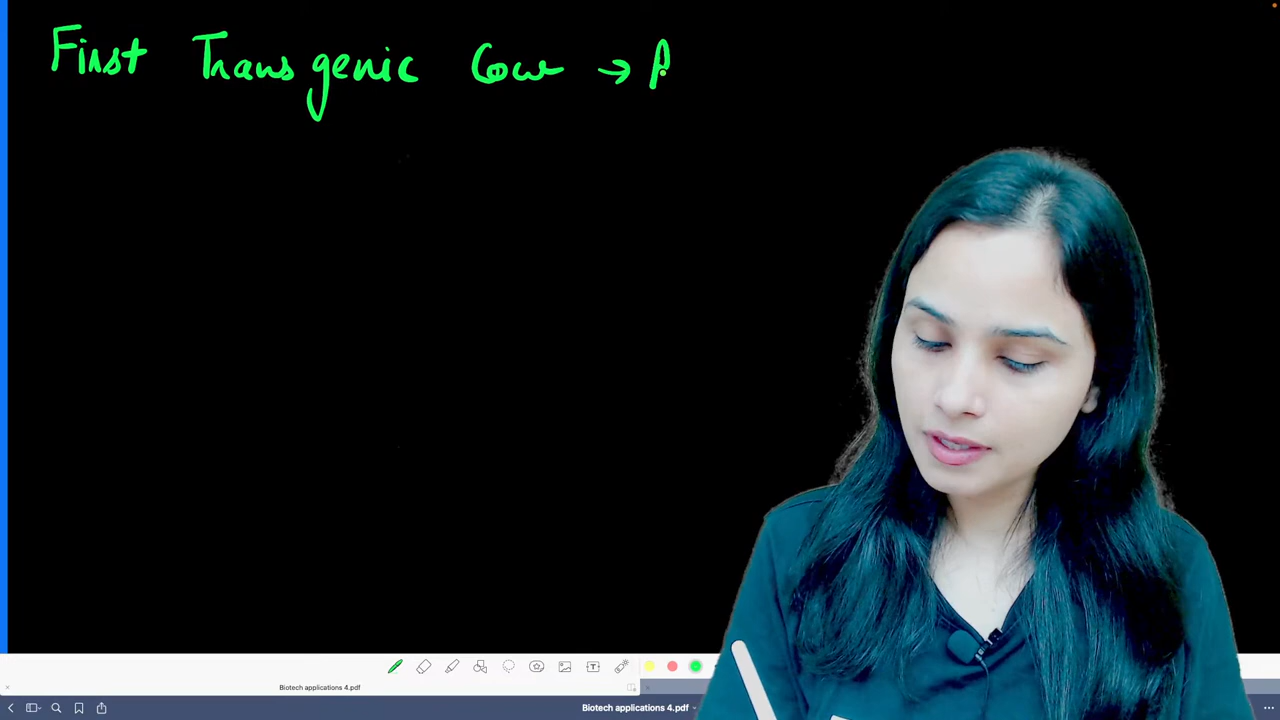 First Transgenic Cow →
Biotech applications 4.pdf
Biotech applications 4.pdf